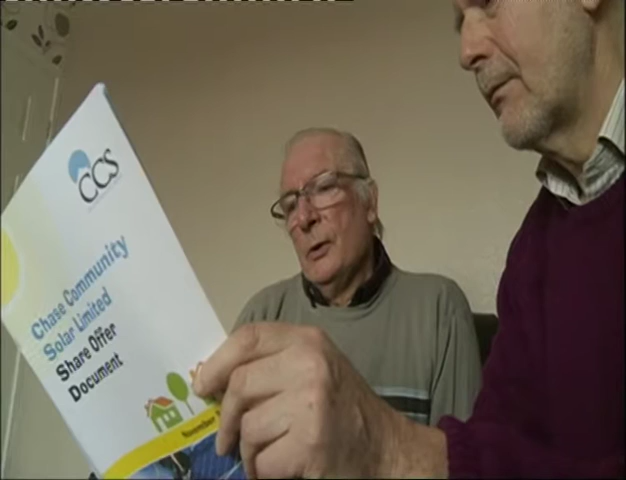 CCS
Chase Community
Solar Limited
Share Offer
Document
November